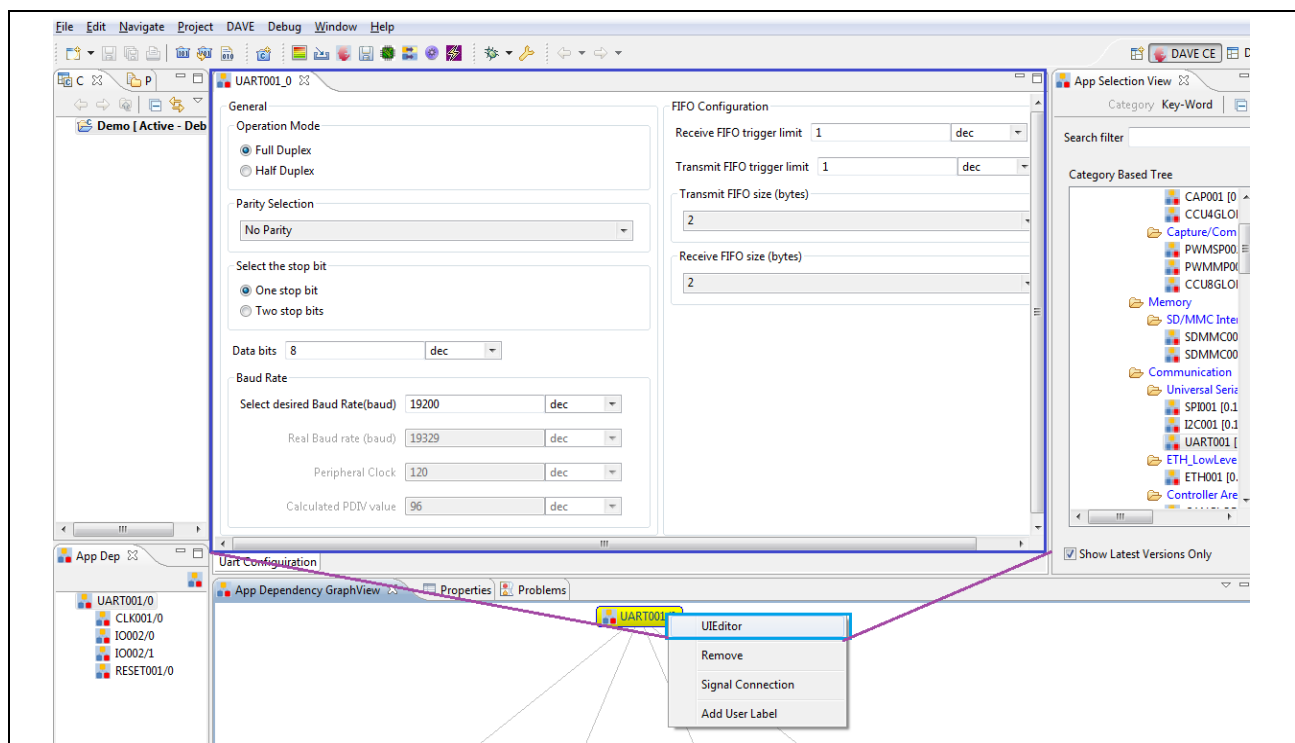 File Edit Navigate Project DAVE Debug Window Help
DAVE CE D
C P
Demo [ Active - Deb
UART001_0
General
Operation Mode
Full Duplex
Half Duplex
Parity Selection
No Parity
Select the stop bit
One stop bit
Two stop bits
Data bits 8 dec
Baud Rate
Select desired Baud Rate(baud) 19200 dec
Real Baud rate (baud) 19329 dec
Peripheral Clock 120 dec
Calculated PDIV value 96 dec
FIFO Configuration
Receive FIFO trigger limit 1 dec
Transmit FIFO trigger limit 1 dec
Transmit FIFO size (bytes)
2
Receive FIFO size (bytes)
2
Uart Configuiration
App Selection View
Category Key-Word
Search filter
Category Based Tree
CAP001 [0
CCU4GLOI
Capture/Com
PWMSP00
PWMMP00
CCU8GLOI
Memory
SD/MMC Inter
SDMMC00
SDMMC00
Communication
Universal Seria
SPI001 [0.1
I2C001 [0.1
UART001 [
ETH_LowLeve
ETH001 [0.
Controller Are
Show Latest Versions Only
App Dep
UART001/0
CLK001/0
IO002/0
IO002/1
RESET001/0
App Dependency GraphView Properties Problems
UART001
UIEditor
Remove
Signal Connection
Add User Label